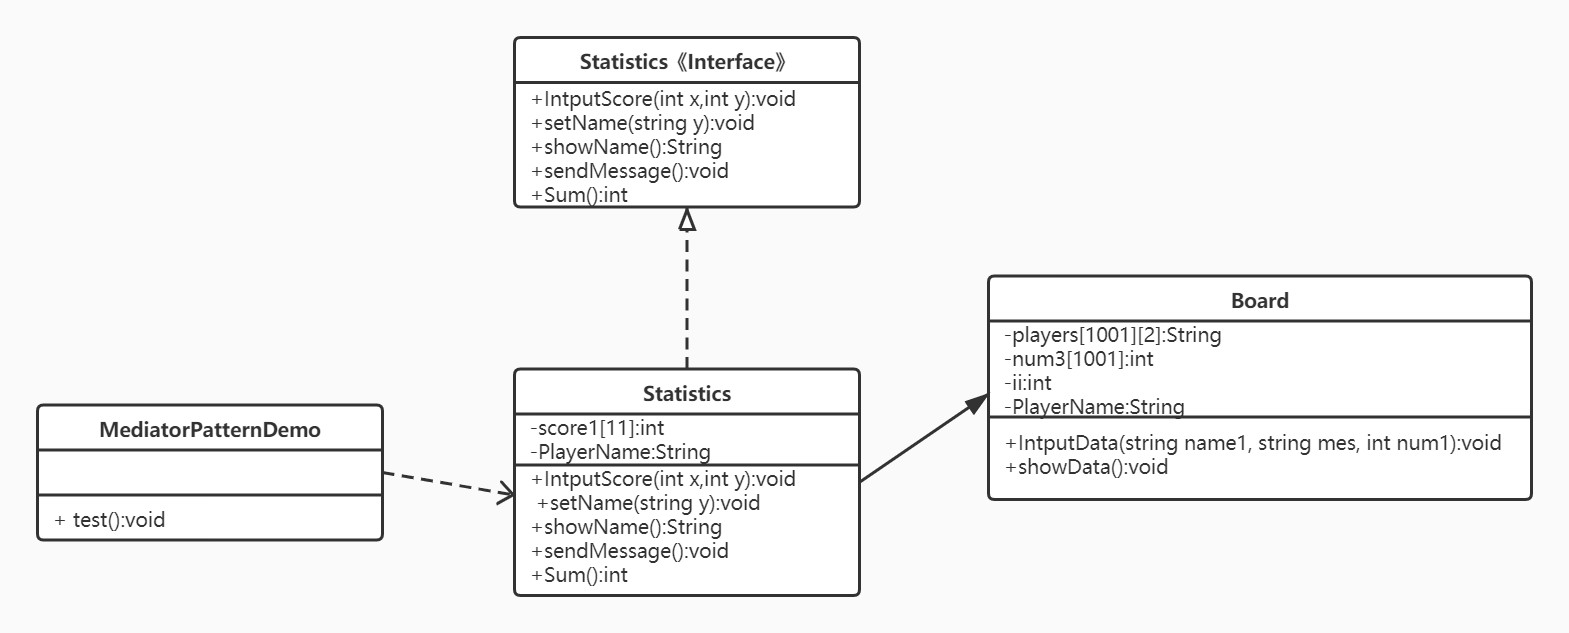 Statistics《Interface》
+IntputScore(int x,int y):void
+setName(string y):void
+showName():String
+sendMessage():void
+Sum():int
Board
-players[1001][2]:String
-num3[1001]:int
-ii:int
-PlayerName:String
+IntputData(string name1, string mes, int num1):void
+showData():void
Statistics
-score1[11]:int
-PlayerName:String
+IntputScore(int x,int y):void
+setName(string y):void
+showName():String
+sendMessage():void
+Sum():int
MediatorPatternDemo
+ test():void